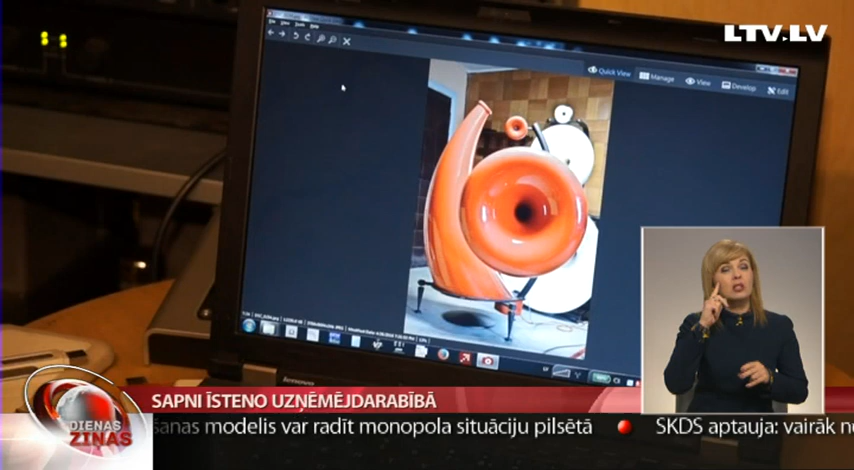 LTV.LV
Quick View
Manage
View
Develop
Edit
SAPNI ĪSTENO UZŅĒMĒJDARABĪBĀ
DIENAS
ZIŅAS
šanas modelis var radīt monopola situāciju pilsētā
SKDS aptauja: vairāk n